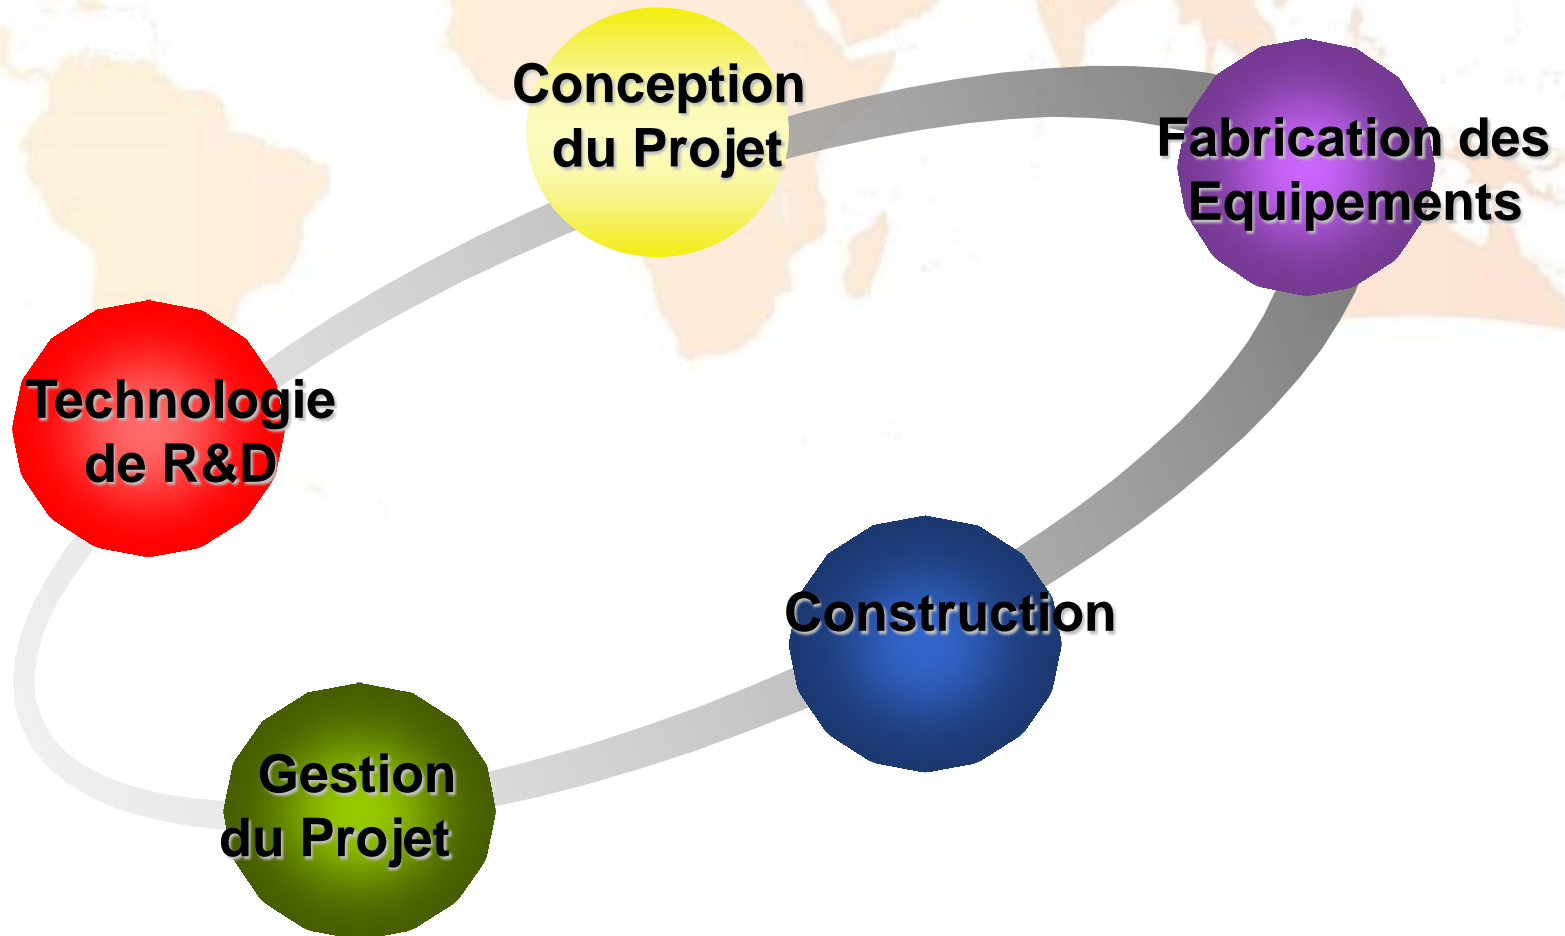 Conception
du Projet
Fabrication des
Equipements
Technologie
de R&D
Construction
Gestion
du Projet